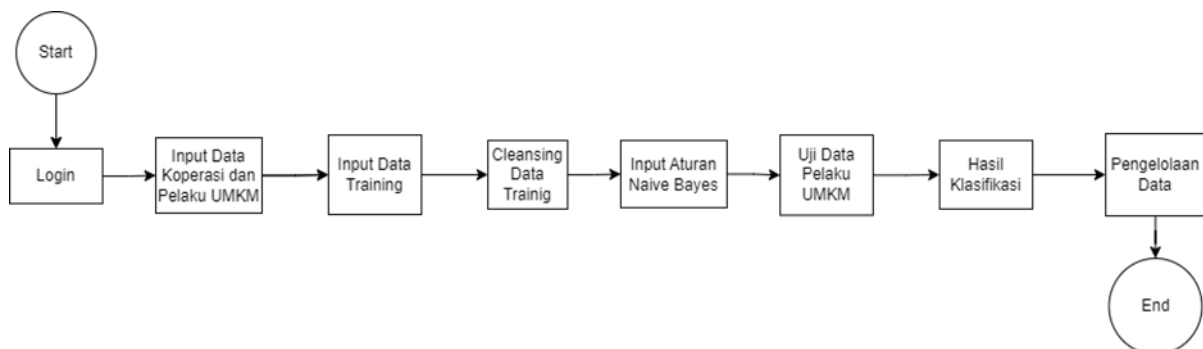 Start
Login
Input Data
Koperasi dan
Pelaku UMKM
Input Data
Training
Cleansing
Data
Trainig
Input Aturan
Naive Bayes
Uji Data
Pelaku
UMKM
Hasil
Klasifikasi
Pengelolaan
Data
End